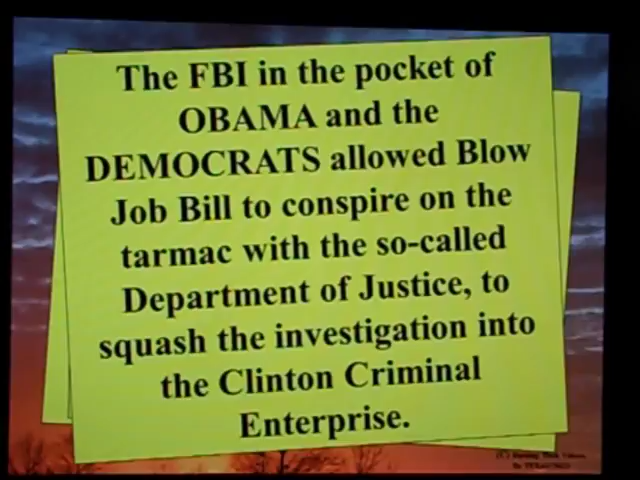 The FBI in the pocket of
OBAMA and the
DEMOCRATS allowed Blow
Job Bill to conspire on the
tarmac with the so-called
Department of Justice, to
squash the investigation into
the Clinton Criminal
Enterprise.